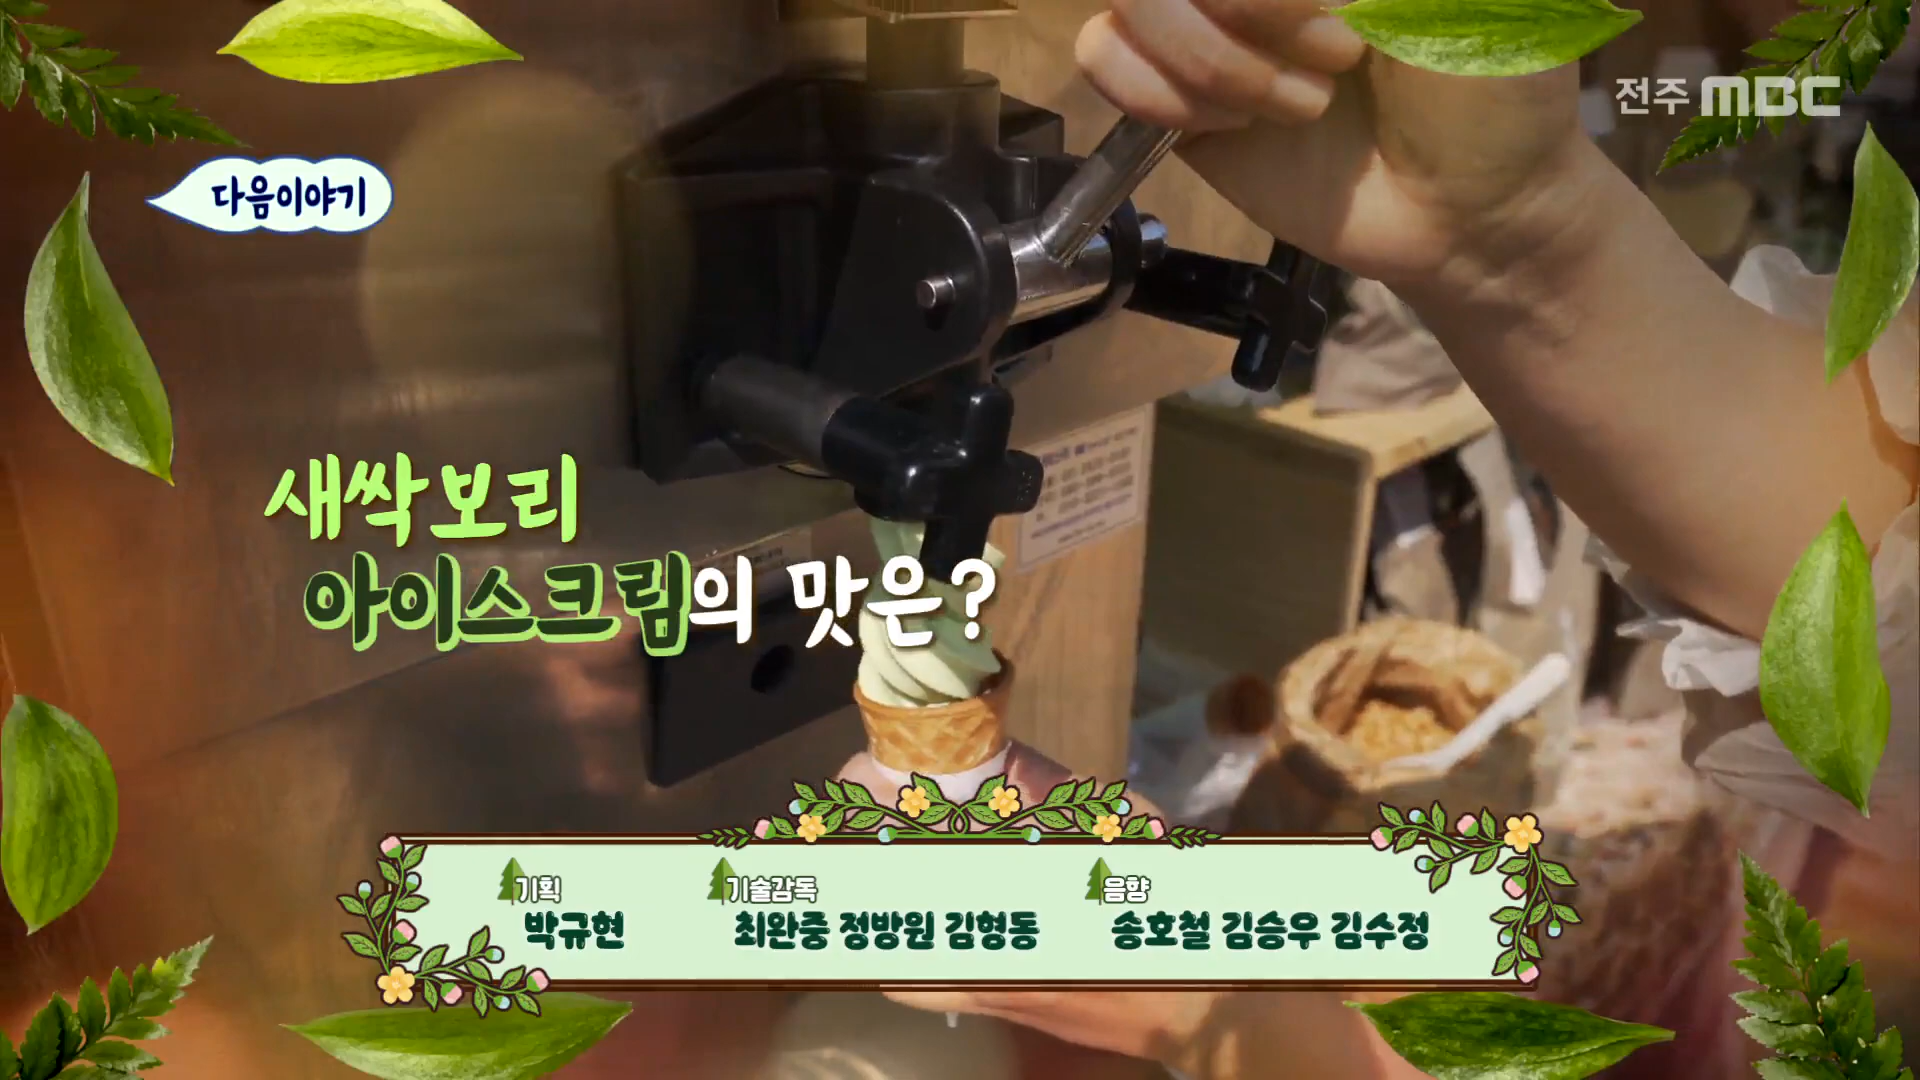 전주 MBC
다음이야기
새싹보리
아이스크림의 맛은?
기획
박규현
기술감독
최완중 정방원 김형동
음향
송호철 김승우 김수정